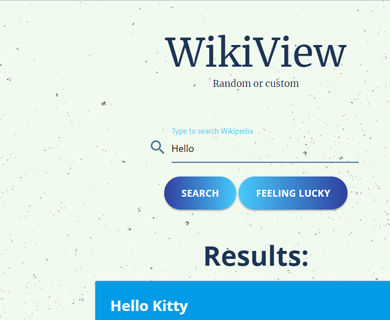 WikiView
Random or custom
Type to search Wikipedia
Hello
SEARCH FEELING LUCKY
Results:
Hello Kitty